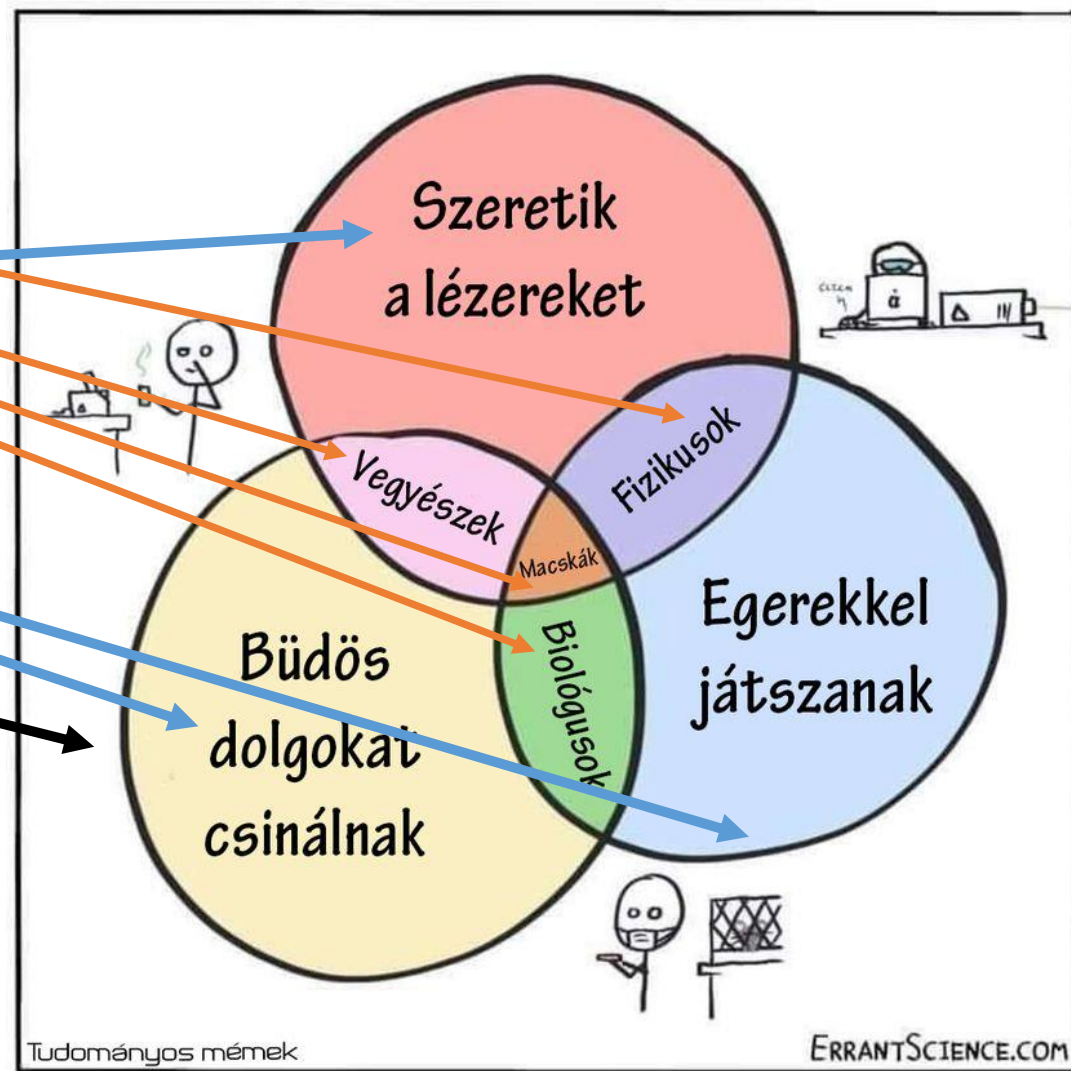 Szeretik
a lézereket
Fizikusok
Vegyészek
Macskák
Egerekkel
játszanak
Biológusok
Büdös
dolgokat
csinálnak
Tudományos mémek
ERRANTSCIENCE.COM